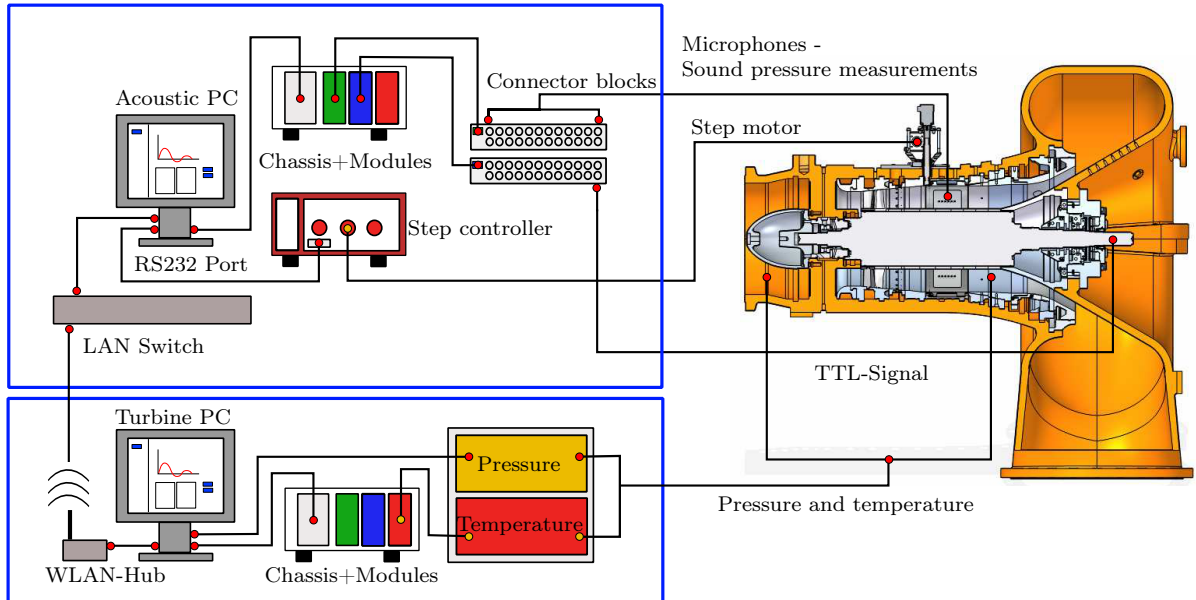 Microphones -
Sound pressure measurements
Connector blocks
Acoustic PC
Step motor
Chassis+Modules
Step controller
RS232 Port
LAN Switch
TTL-Signal
Turbine PC
Pressure
Pressure and temperature
Temperature
WLAN-Hub
Chassis+Modules